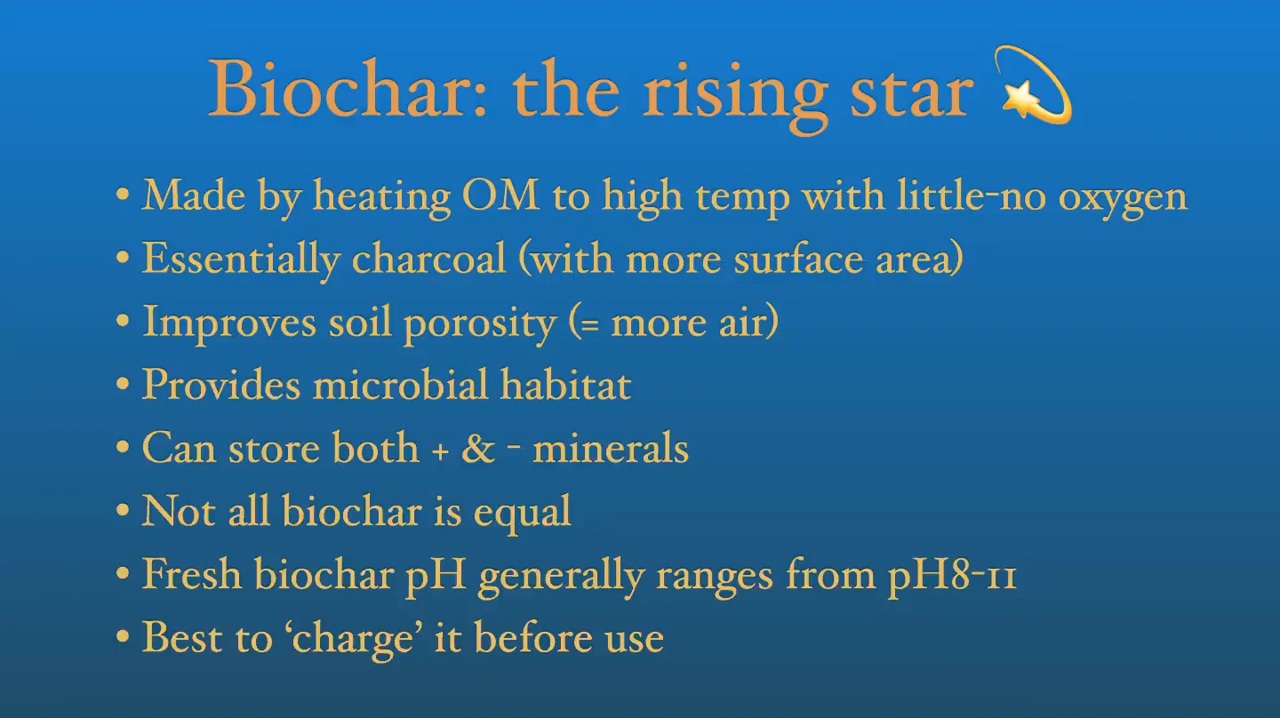 Biochar: the rising star 💫
• Made by heating OM to high temp with little-no oxygen
• Essentially charcoal (with more surface area)
• Improves soil porosity (= more air)
• Provides microbial habitat
• Can store both + & - minerals
• Not all biochar is equal
• Fresh biochar pH generally ranges from pH8-11
• Best to ‘charge’ it before use